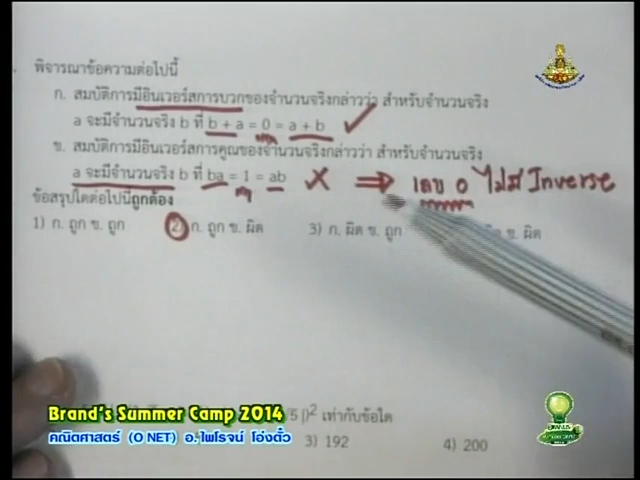 พิจารณาข้อความต่อไปนี้
ก. สมบัติการมีอินเวอร์สการบวกของจำนวนจริงกล่าวว่า สำหรับจำนวนจริง
a จะมีจำนวนจริง b ที่ b + a = 0 = a + b ✓
ข. สมบัติการมีอินเวอร์สการคูณของจำนวนจริงกล่าวว่า สำหรับจำนวนจริง
a จะมีจำนวนจริง b ที่ ba = 1 = ab ✗ ⇒ เลข 0 ไม่มี Inverse
ข้อสรุปใดต่อไปนี้ถูกต้อง
1) ก. ถูก ข. ถูก 2) ก. ถูก ข. ผิด 3) ก. ผิด ข. ถูก ข. ผิด
Brand's Summer Camp 2014 /5 |)² เท่ากับข้อใด
คณิตศาสตร์ (O NET) อ.ไพโรจน์ โอ่งตั๋ว 3) 192 4) 200